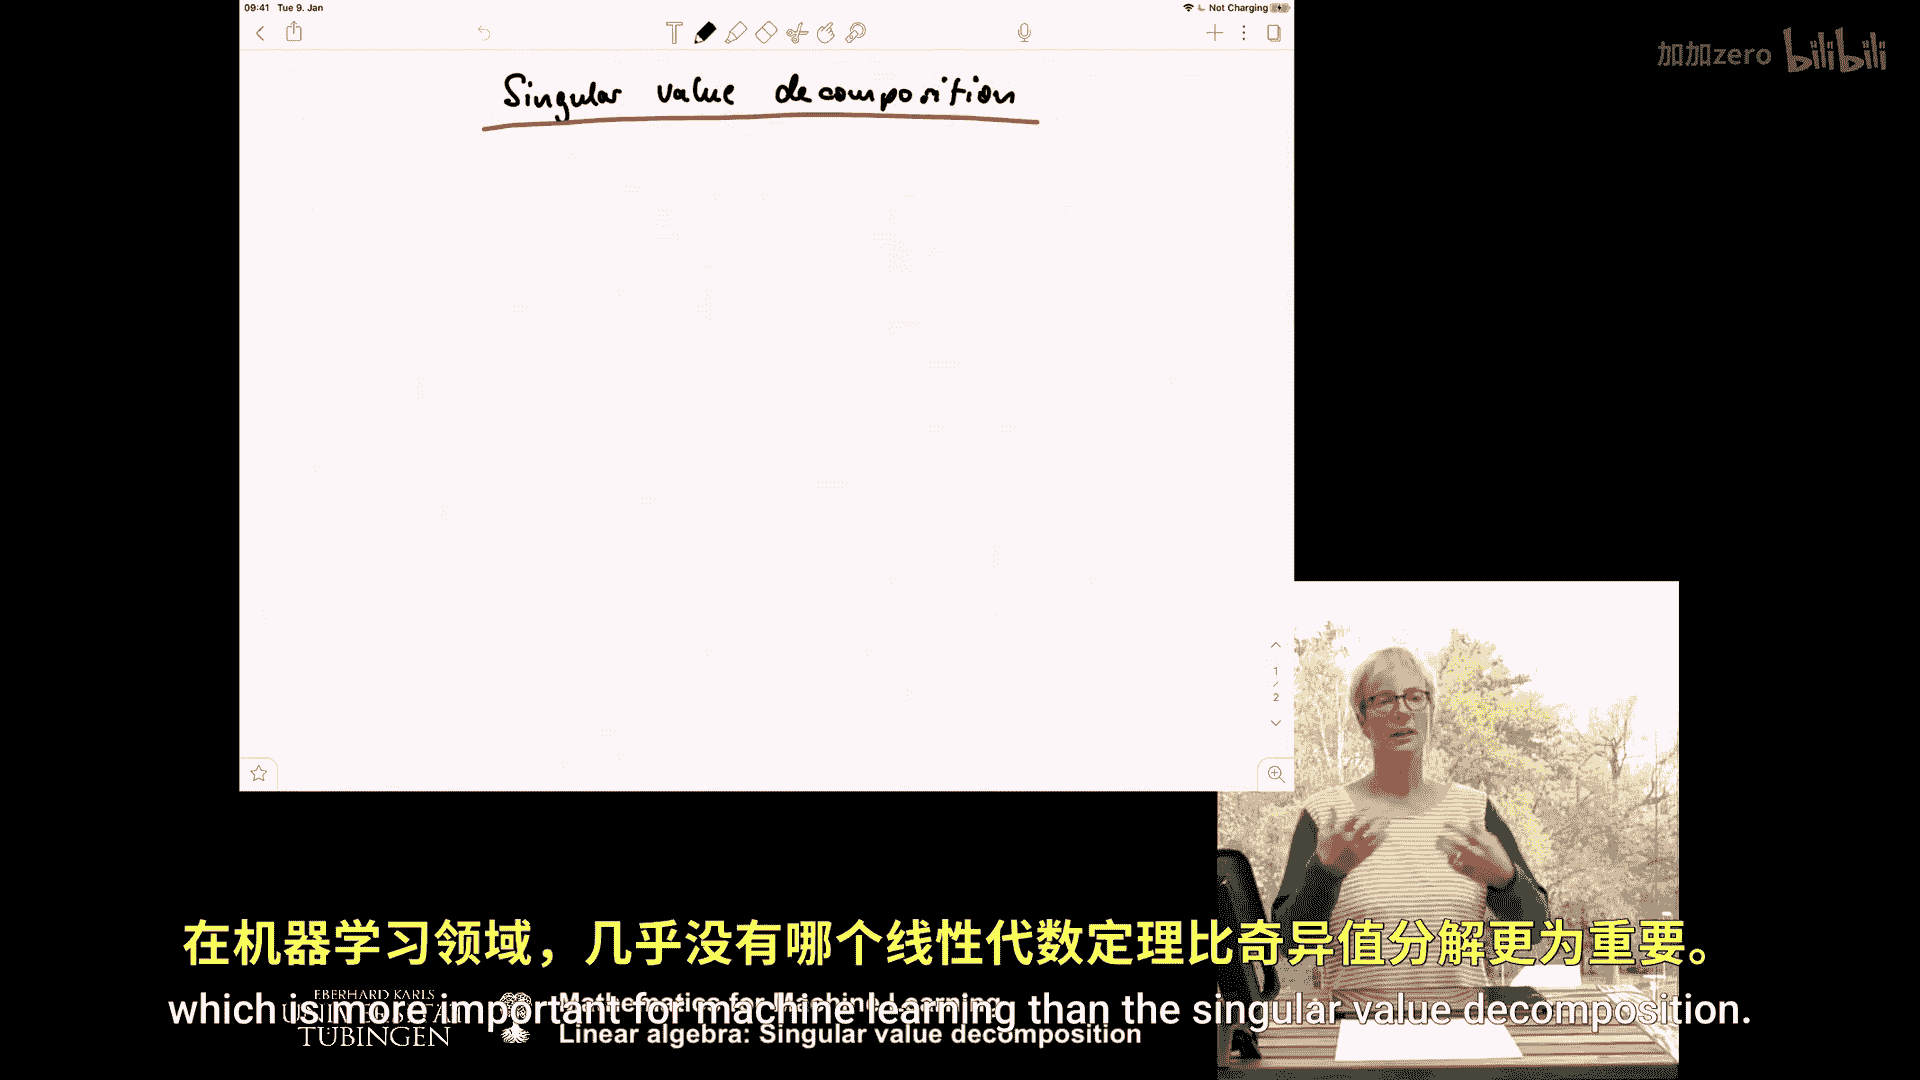 09:41 Tue 9. Jan
Not Charging
加加zero bilibili
Singular value decomposition
1
/
2
在机器学习领域，几乎没有哪个线性代数定理比奇异值分解更为重要。
which is more important for machine learning than the singular value decomposition.
EBERHARD KARLS
UNIVERSITÄT
TÜBINGEN
Mathematics for Machine Learning
Linear algebra: Singular value decomposition